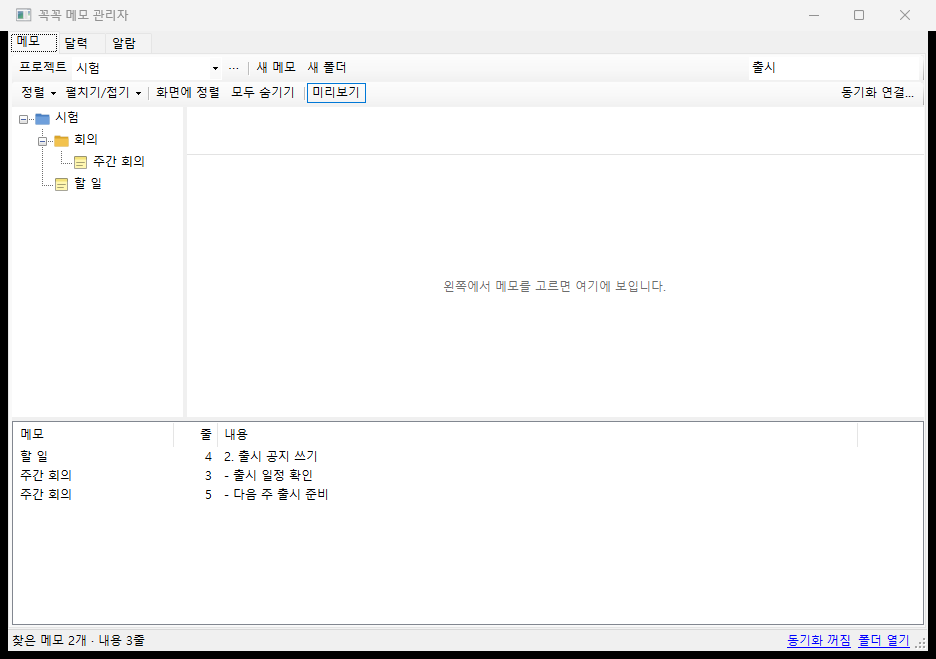 꼭꼭 메모 관리자
메모 달력 알람
프로젝트 시험 ... 새 메모 새 폴더 출시
정렬 펼치기/접기 화면에 정렬 모두 숨기기 미리보기 동기화 연결...
시험
회의
주간 회의
할 일
왼쪽에서 메모를 고르면 여기에 보입니다.
메모 줄 내용
할 일 4 2. 출시 공지 쓰기
주간 회의 3 - 출시 일정 확인
주간 회의 5 - 다음 주 출시 준비
찾은 메모 2개 · 내용 3줄 동기화 꺼짐 폴더 열기